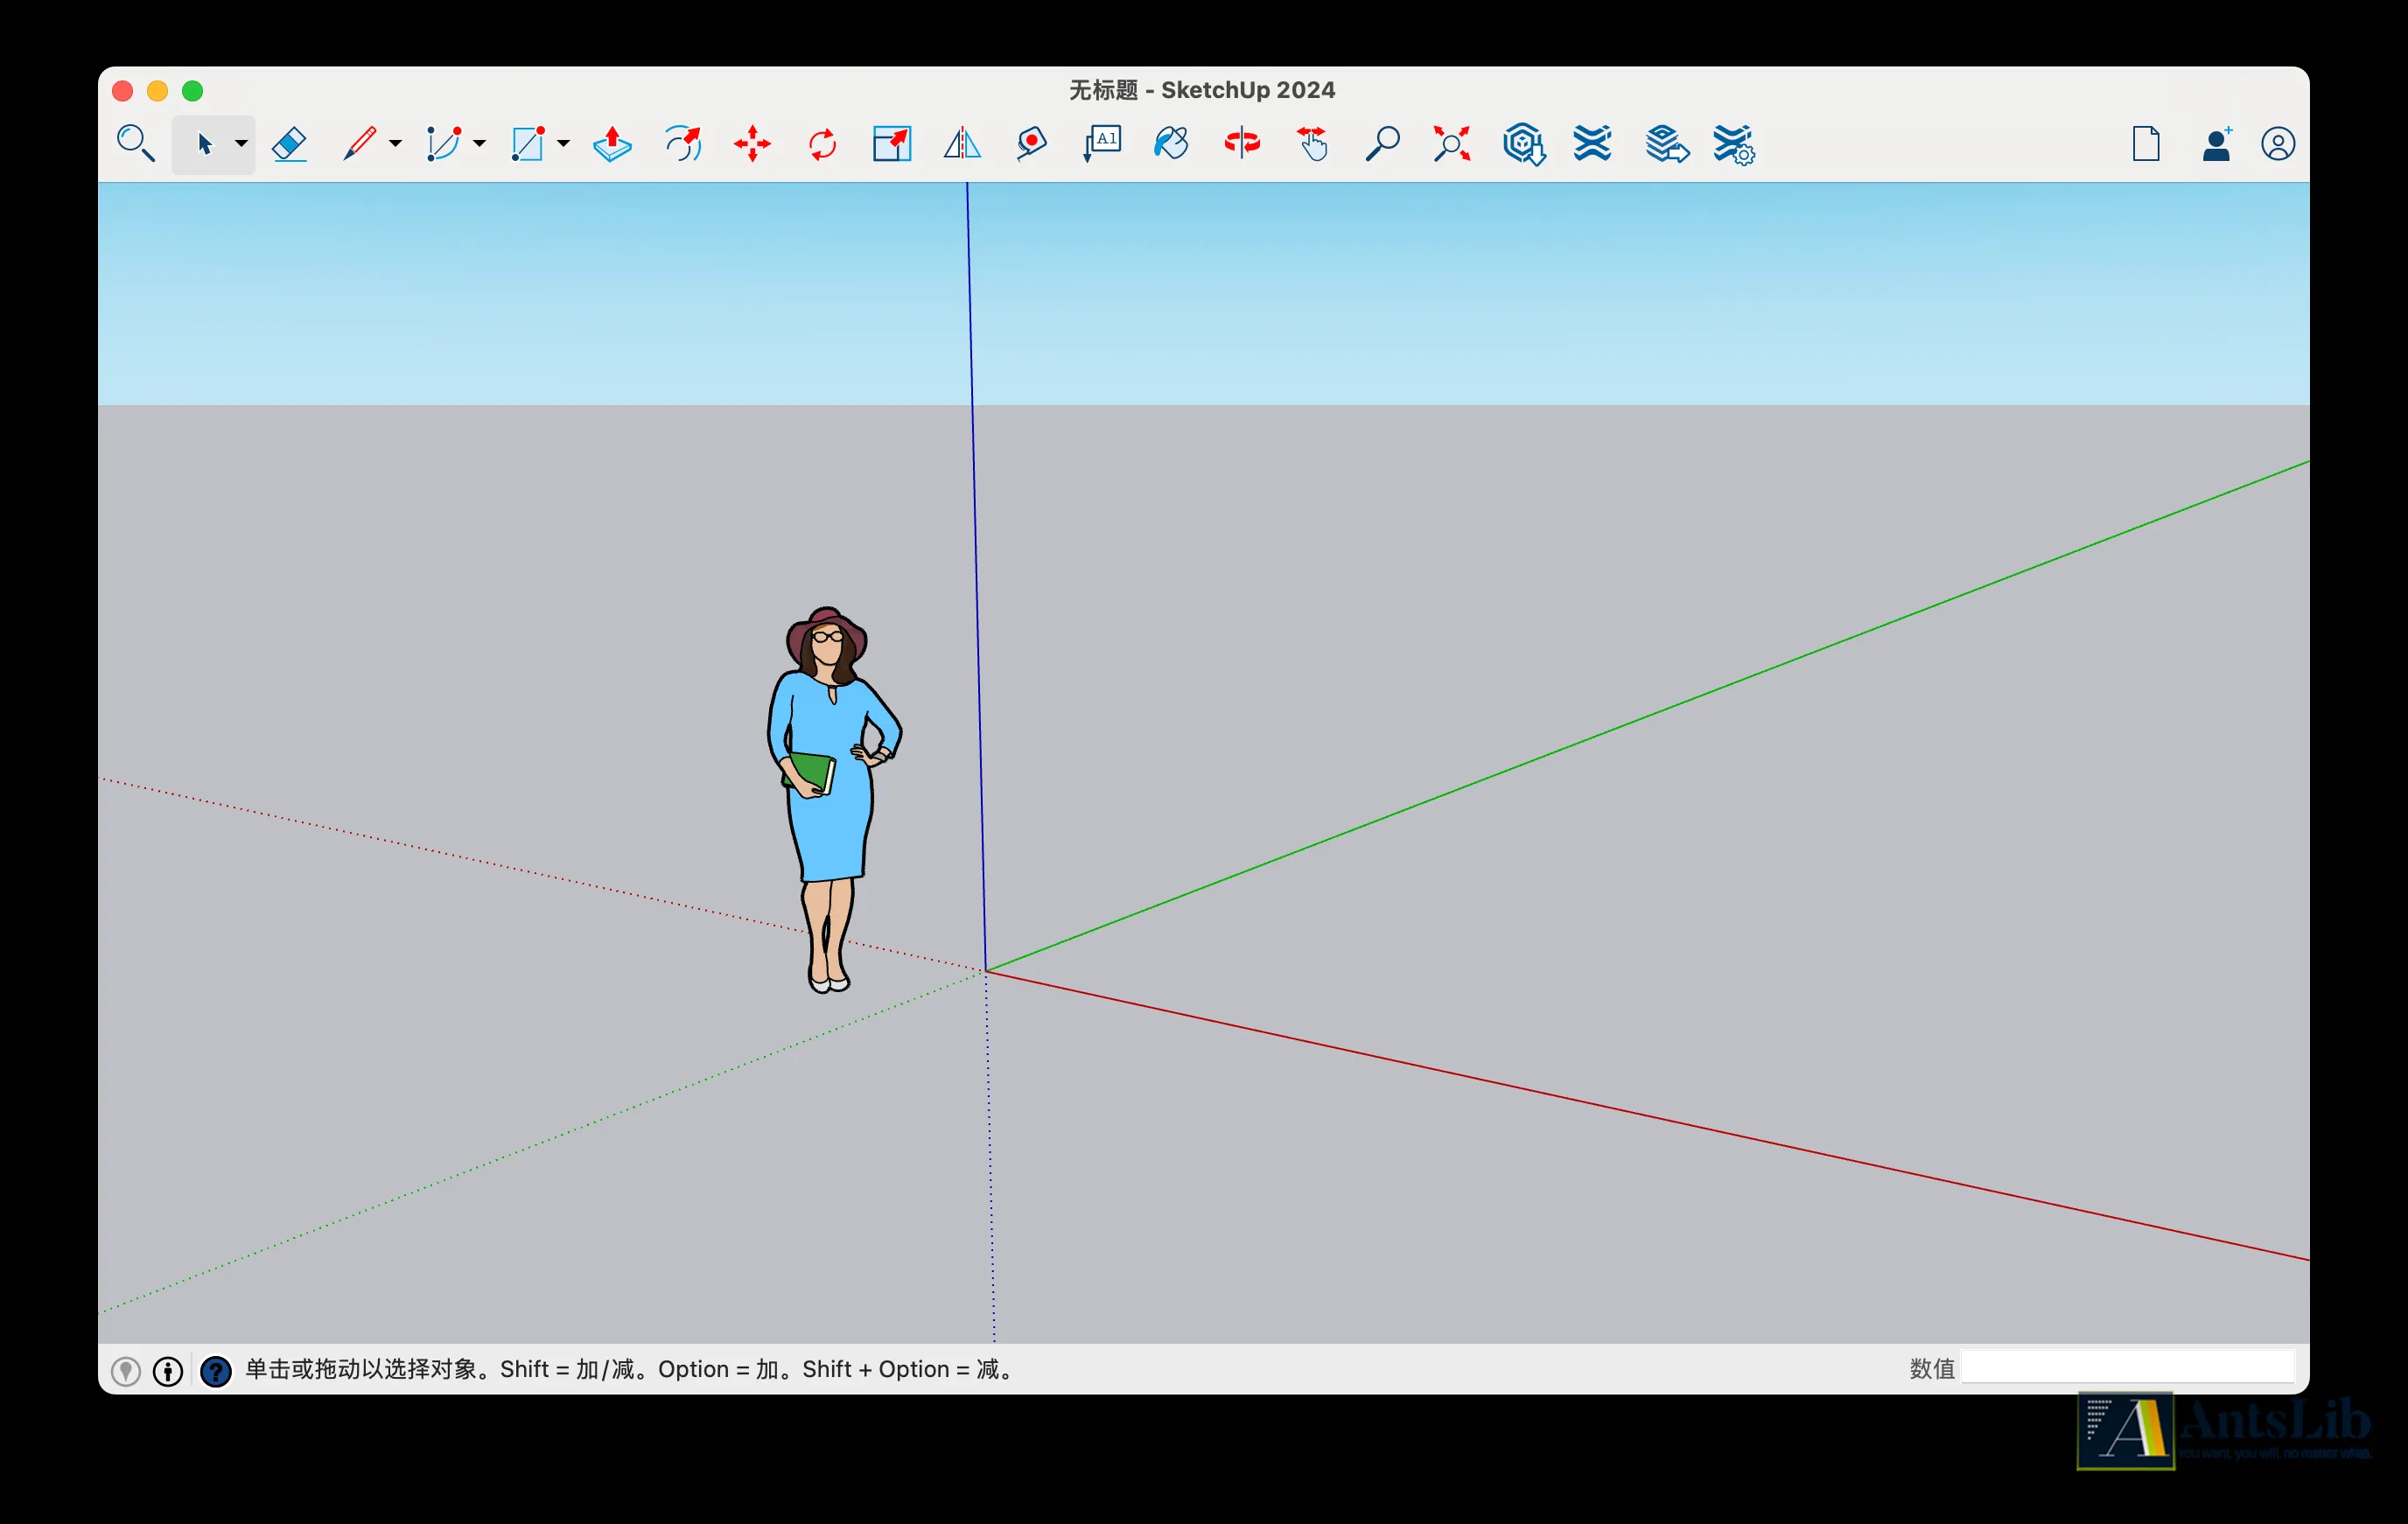 无标题 - SketchUp 2024
A1
单击或拖动以选择对象。Shift = 加/减。Option = 加。Shift + Option = 减。
数值
AntsLib
you want, you will, no matter what.